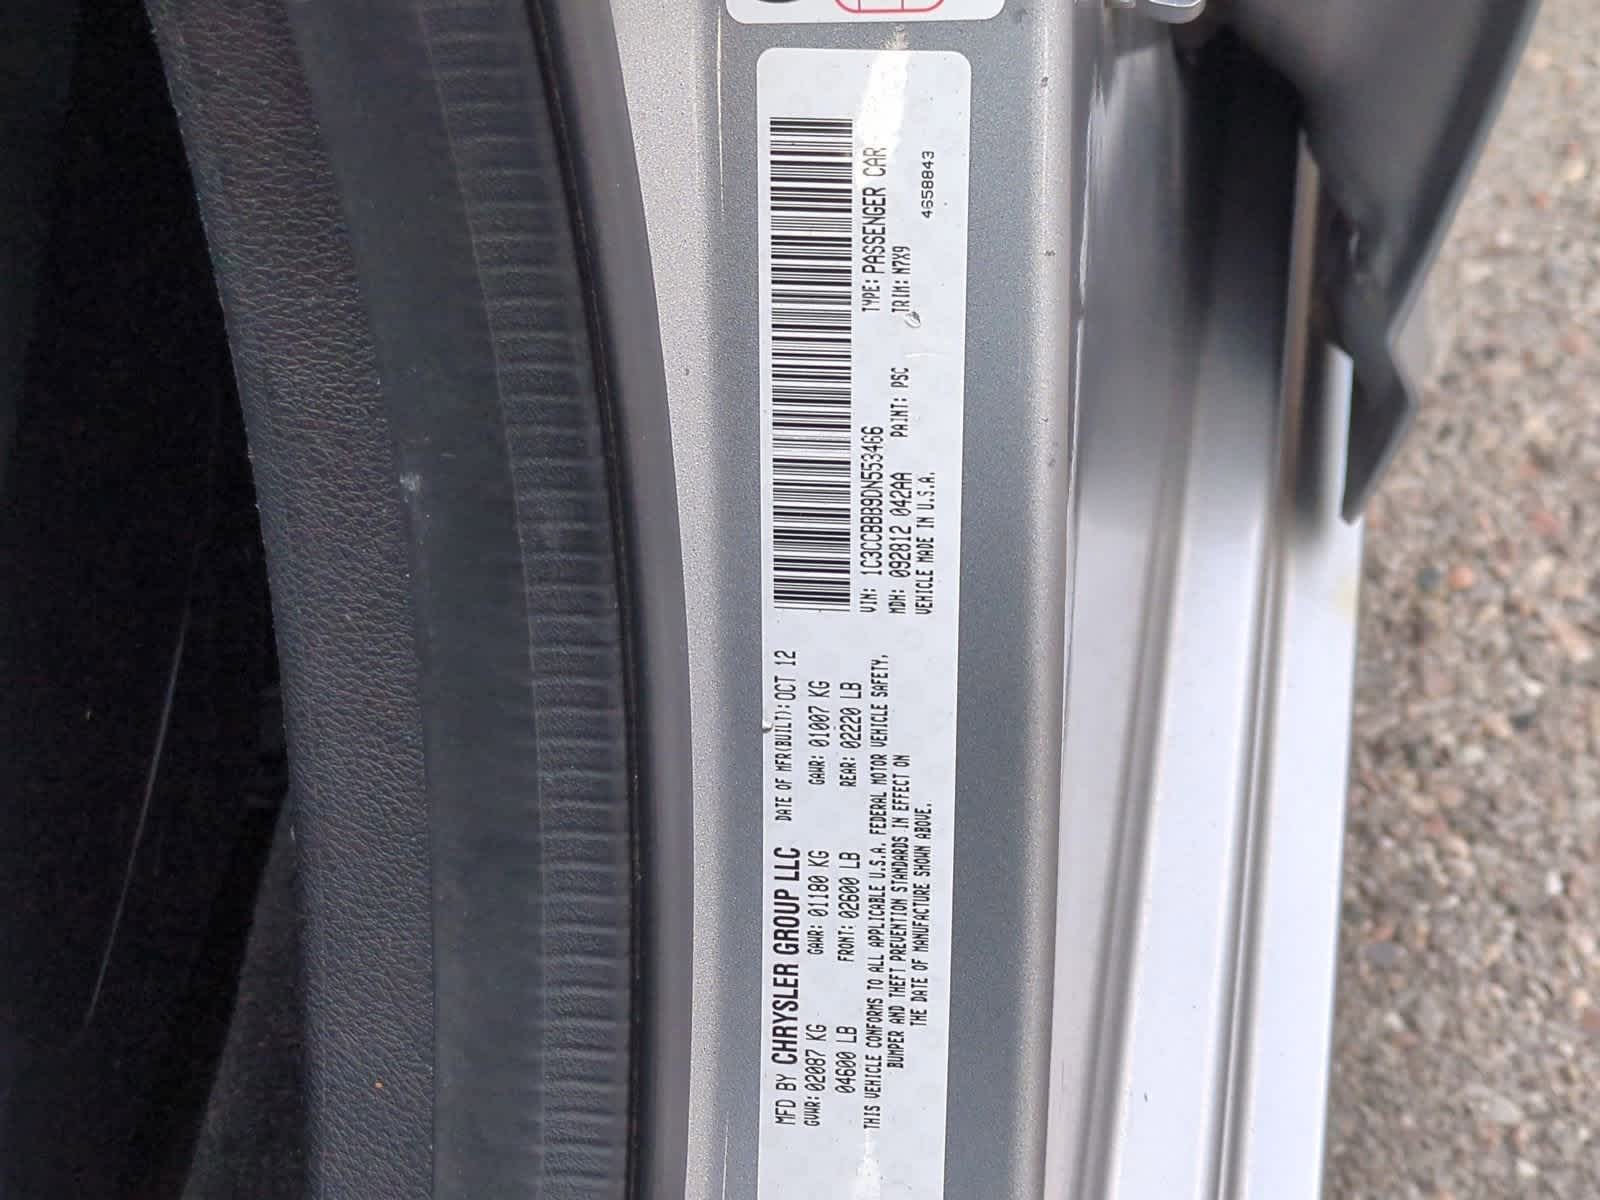 MFD BY CHRYSLER GROUP LLC DATE OF MFR(BUILT): OCT 12
GVWR: 02087 KG GAWR: 01180 KG GAWR: 01007 KG
04600 LB FRONT: 02600 LB REAR: 02220 LB
THIS VEHICLE CONFORMS TO ALL APPLICABLE U.S.A. FEDERAL MOTOR VEHICLE SAFETY,
BUMPER AND THEFT PREVENTION STANDARDS IN EFFECT ON
THE DATE OF MANUFACTURE SHOWN ABOVE.
VIN: 1C3CCBBB9DN553466 TYPE: PASSENGER CAR
MDH: 092812 042AA PAINT: PSC TRIM: N7X9
VEHICLE MADE IN U.S.A. 4658843